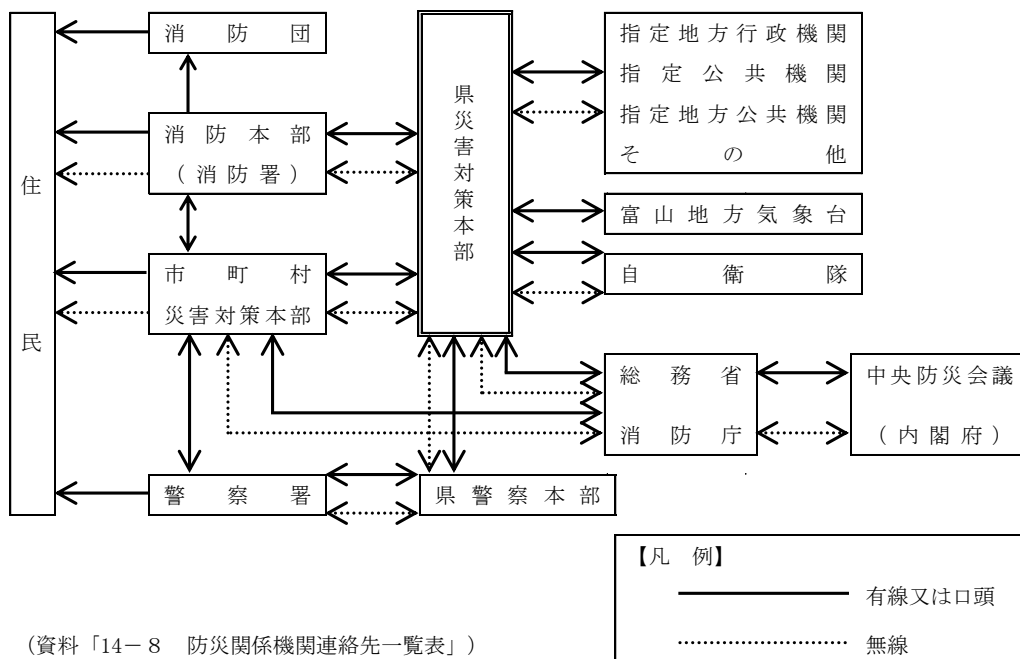 消防団
指定地方行政機関
指定公共機関
指定地方公共機関
その他
消防本部
(消防署)
県災害対策本部
住民
富山地方気象台
市町村
災害対策本部
自衛隊
総務省
消防庁
中央防災会議
(内閣府)
警察署
県警察本部
【凡 例】
有線又は口頭
無線
(資料「14-8 防災関係機関連絡先一覧表」)